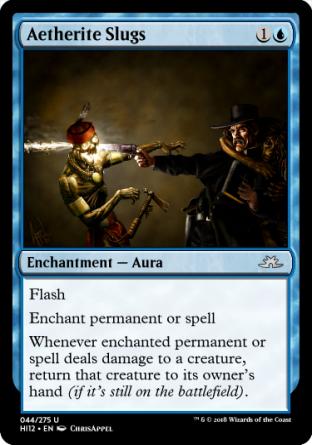 Aetherite Slugs 1
Enchantment — Aura
Flash
Enchant permanent or spell
Whenever enchanted permanent or
spell deals damage to a creature,
return that creature to its owner's
hand (if it's still on the battlefield).
044/275 U
HI12 • EN ChrisAppel
™ & © 2018 Wizards of the Coast